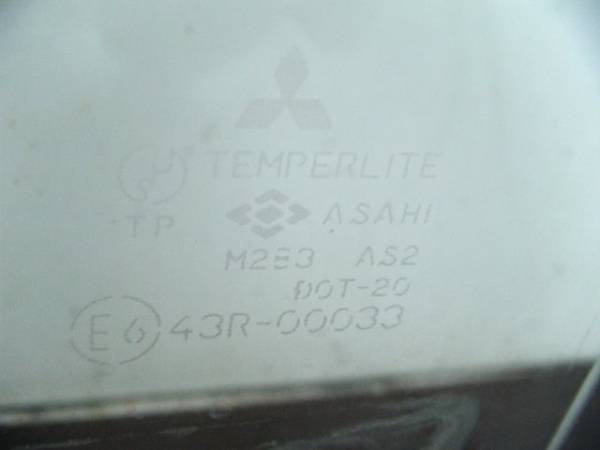 TEMPERLITE
TP ASAHI
M2E3 AS2
DOT-20
E6 43R-00033